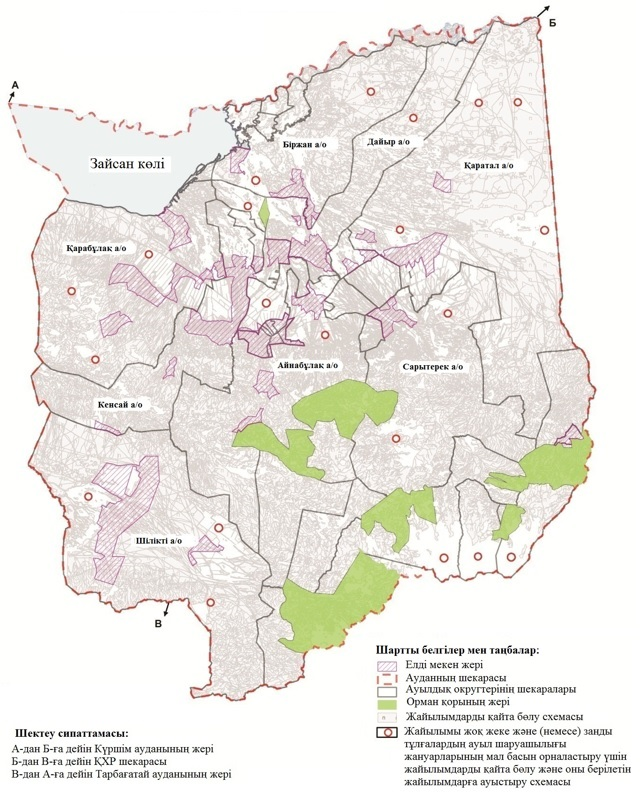 Б
А
Біржан а/о
Дайыр а/о
Зайсан көлі
Қаратал а/о
Қарабұлақ а/о
Айнабұлақ а/о
Сарытерек а/о
Кенсай а/о
Шілікті а/о
В
Шартты белгілер мен таңбалар:
Елді мекен жері
Ауданның шекарасы
Ауылдық округтерінің шекаралары
Орман қорының жері
Жайылымдарды қайта бөлу схемасы
Жайылымы жоқ жеке және (немесе) заңды
тұлғалардың ауыл шаруашылығы
жануарларының мал басын орналастыру үшін
жайылымдарды қайта бөлу және оны берілетін
жайылымдарға ауыстыру схемасы
Шектеу сипаттамасы:
А-дан Б-ға дейін Күршім ауданының жері
Б-дан В-ға дейін ҚХР шекарасы
В-дан А-ға дейін Тарбағатай ауданының жері